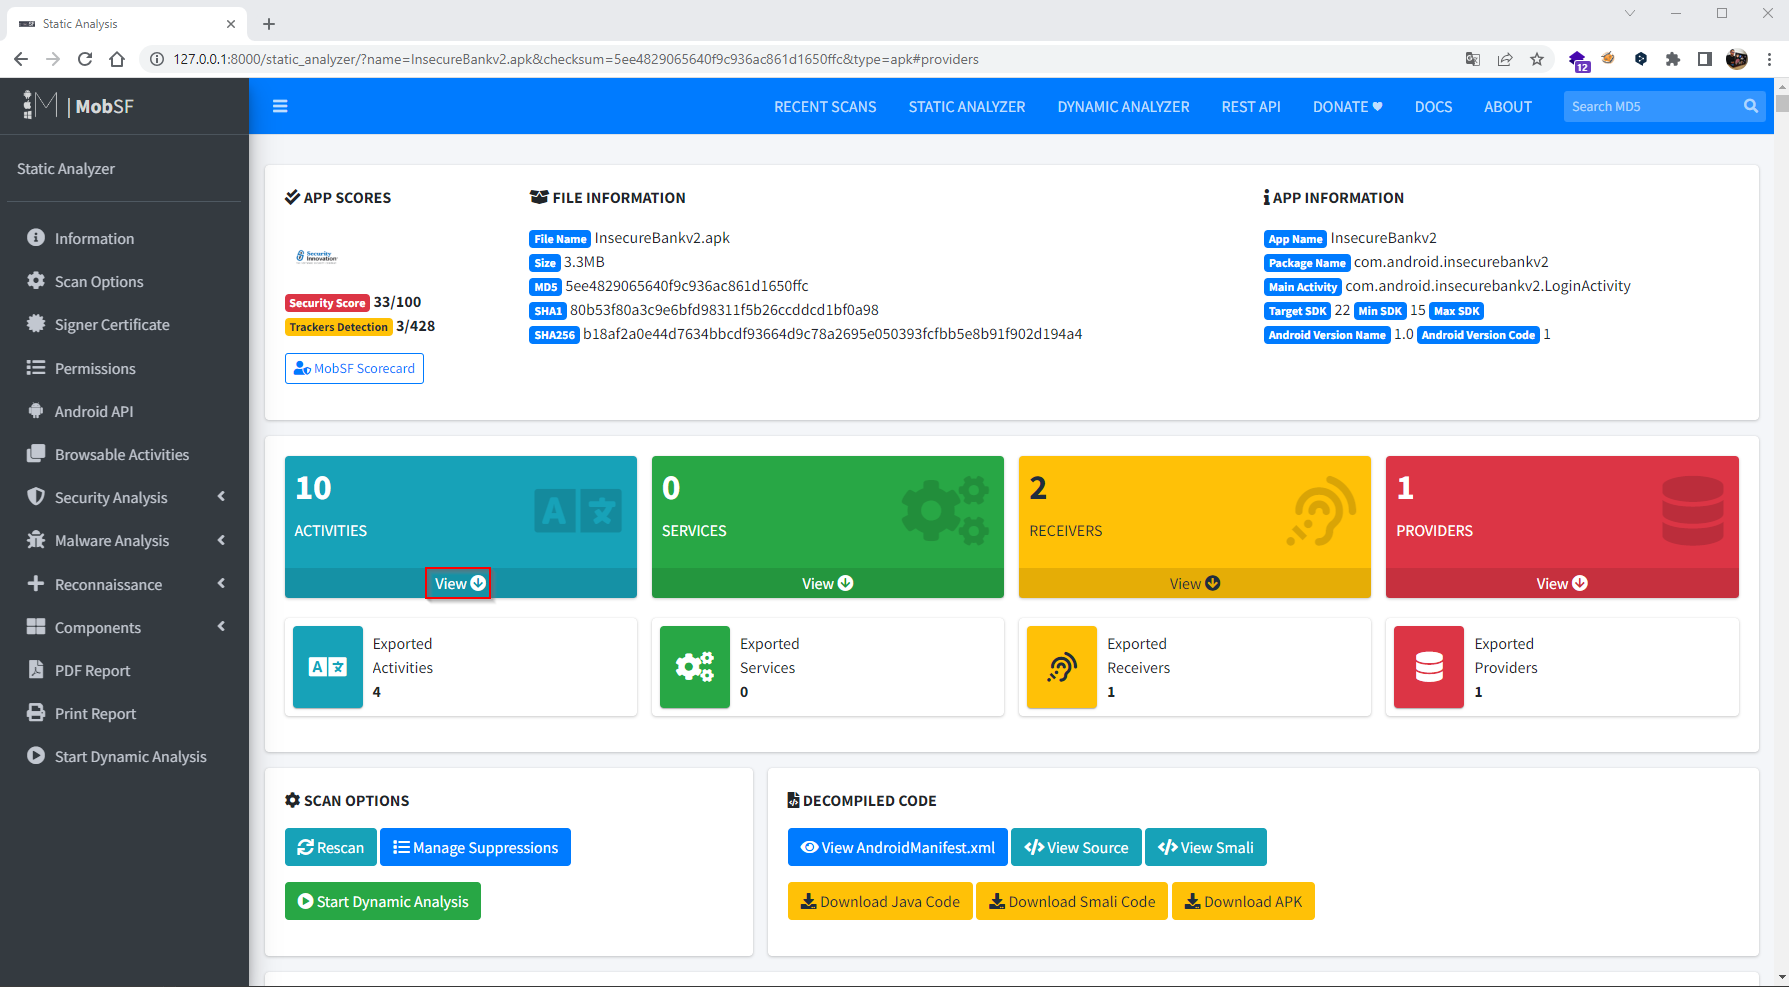 Static Analysis
127.0.0.1:8000/static_analyzer/?name=InsecureBankv2.apk&checksum=5ee4829065640f9c936ac861d1650ffc&type=apk#providers
12
M | MobSF
RECENT SCANS STATIC ANALYZER DYNAMIC ANALYZER REST API DONATE ♥ DOCS ABOUT Search MD5
Static Analyzer
Information
Scan Options
Signer Certificate
Permissions
Android API
Browsable Activities
Security Analysis
Malware Analysis
Reconnaissance
Components
PDF Report
Print Report
Start Dynamic Analysis
APP SCORES
Security Innovation
Security Score 33/100
Trackers Detection 3/428
MobSF Scorecard
FILE INFORMATION
File Name InsecureBankv2.apk
Size 3.3MB
MD5 5ee4829065640f9c936ac861d1650ffc
SHA1 80b53f80a3c9e6bfd98311f5b26ccddcd1bf0a98
SHA256 b18af2a0e44d7634bbcdf93664d9c78a2695e050393fcfbb5e8b91f902d194a4
APP INFORMATION
App Name InsecureBankv2
Package Name com.android.insecurebankv2
Main Activity com.android.insecurebankv2.LoginActivity
Target SDK 22 Min SDK 15 Max SDK
Android Version Name 1.0 Android Version Code 1
10
ACTIVITIES
View
0
SERVICES
View
2
RECEIVERS
View
1
PROVIDERS
View
Exported
Activities
4
Exported
Services
0
Exported
Receivers
1
Exported
Providers
1
SCAN OPTIONS
Rescan Manage Suppressions
Start Dynamic Analysis
DECOMPILED CODE
View AndroidManifest.xml View Source View Smali
Download Java Code Download Smali Code Download APK